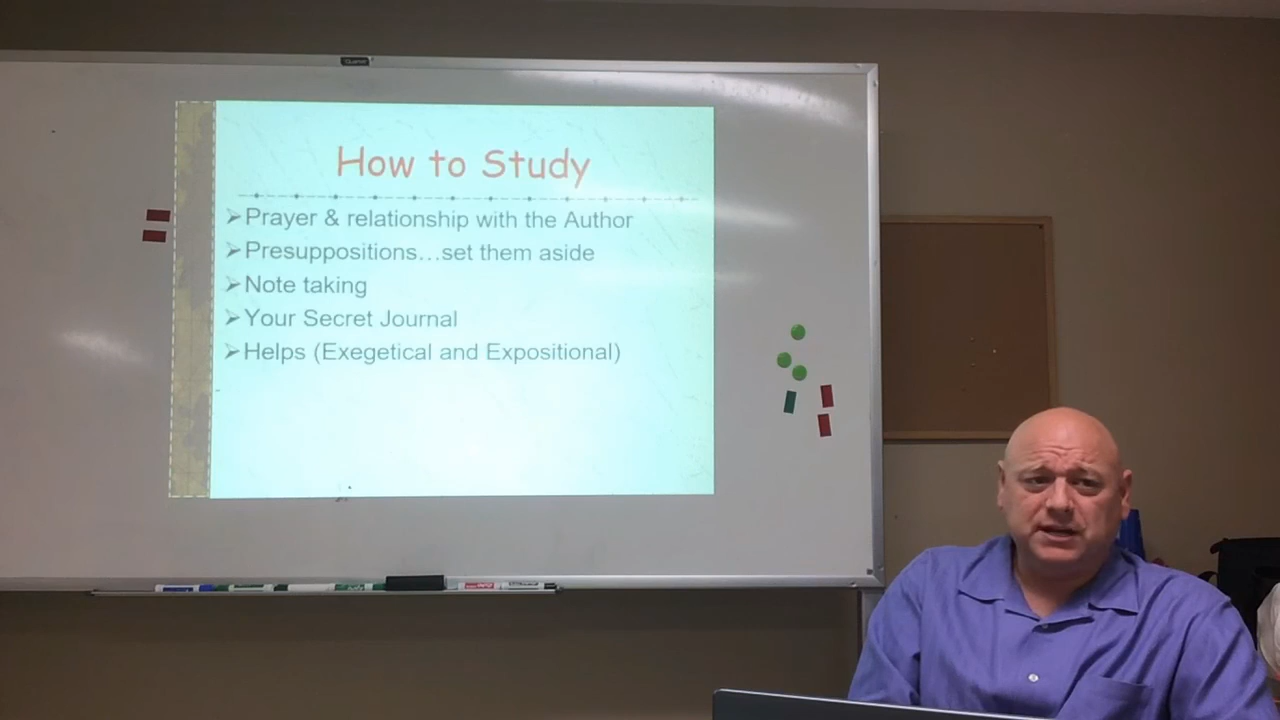 Quartet
How to Study
Prayer & relationship with the Author
Presuppositions…set them aside
Note taking
Your Secret Journal
Helps (Exegetical and Expositional)